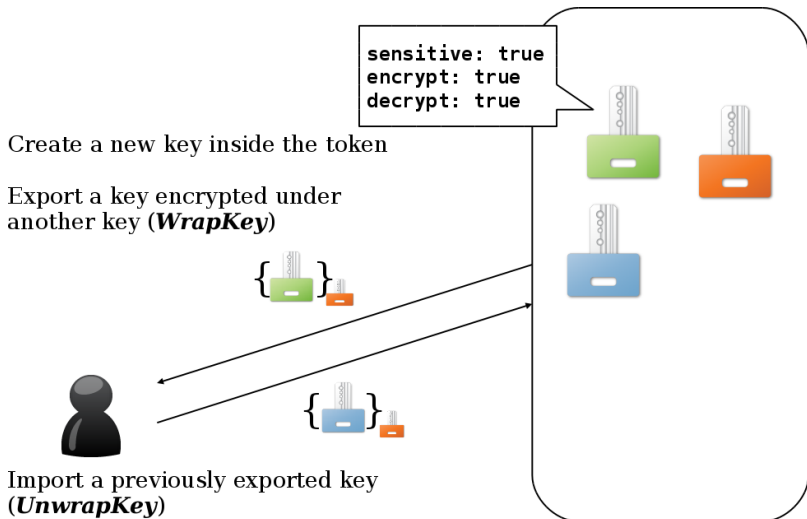 sensitive: true
encrypt: true
decrypt: true
Create a new key inside the token
Export a key encrypted under
another key (WrapKey)
{ }
{ }
Import a previously exported key
(UnwrapKey)